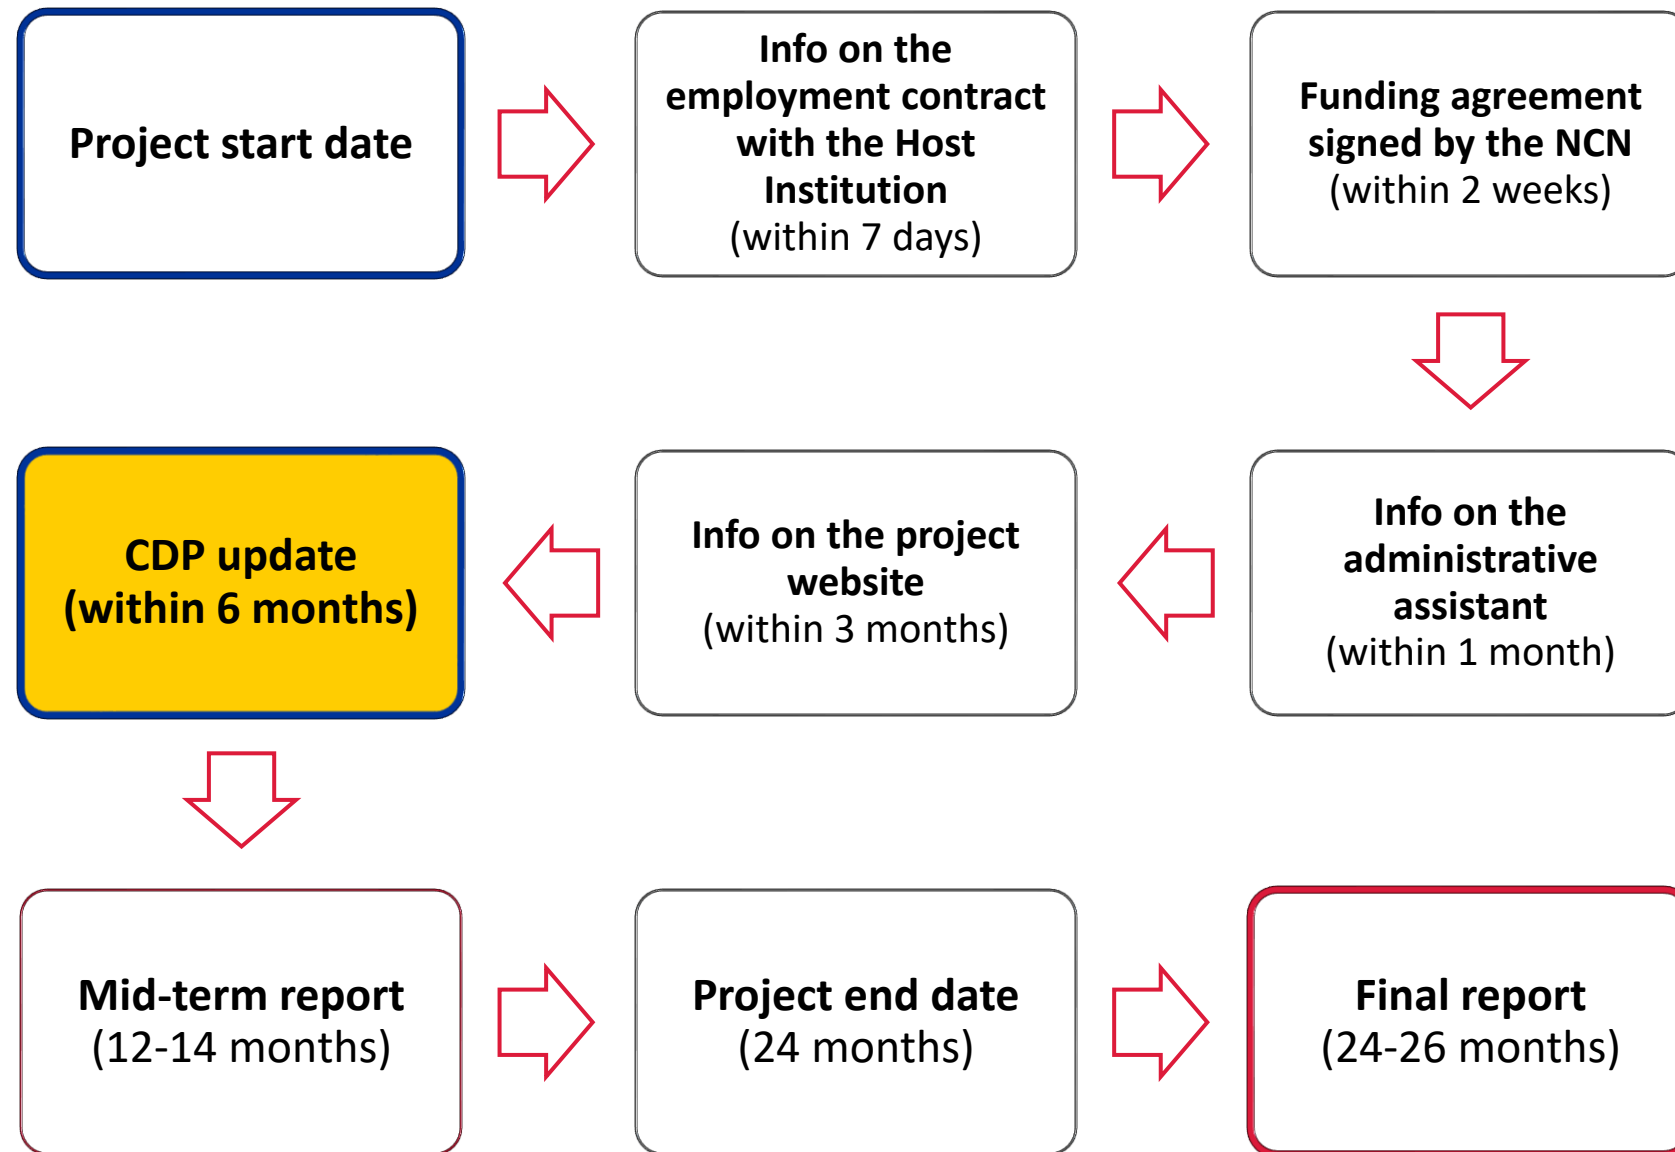 Project start date
Info on the
employment contract
with the Host
Institution
(within 7 days)
Funding agreement
signed by the NCN
(within 2 weeks)
Info on the
administrative
assistant
(within 1 month)
Info on the project
website
(within 3 months)
CDP update
(within 6 months)
Mid-term report
(12-14 months)
Project end date
(24 months)
Final report
(24-26 months)